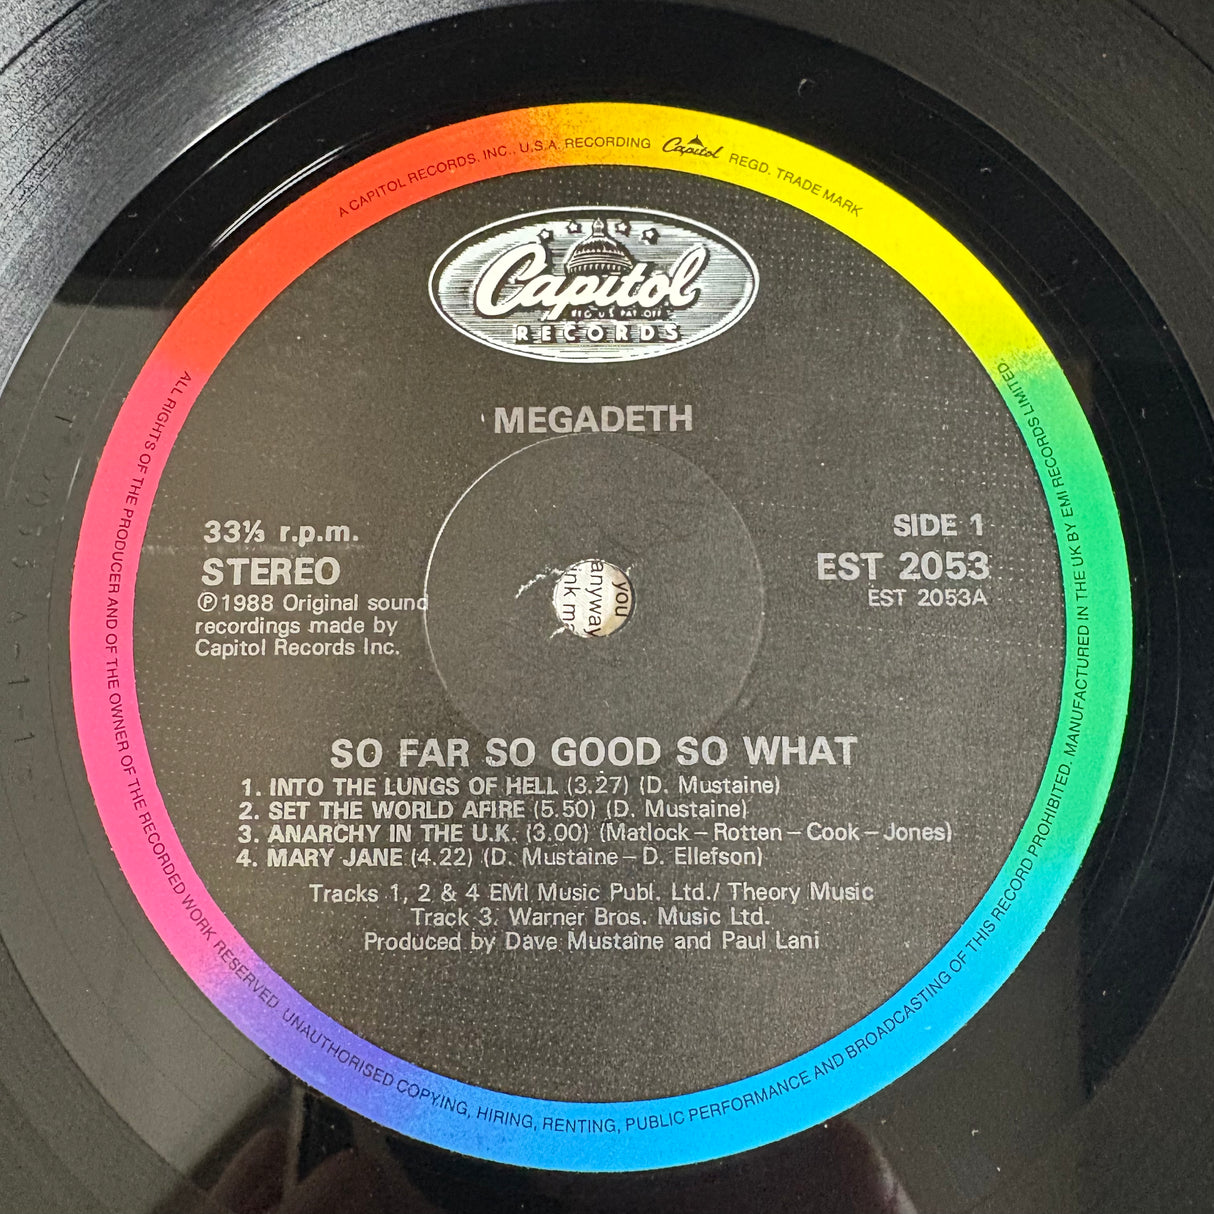 A CAPITOL RECORDS, INC., U.S.A. RECORDING Capitol REGD. TRADE MARK
Capitol
REG. U.S. PAT. OFF.
RECORDS
MEGADETH
33⅓ r.p.m.
STEREO
℗1988 Original sound
recordings made by
Capitol Records Inc.
SIDE 1
EST 2053
EST 2053A
you
anyway
SO FAR SO GOOD SO WHAT
1. INTO THE LUNGS OF HELL (3.27) (D. Mustaine)
2. SET THE WORLD AFIRE (5.50) (D. Mustaine)
3. ANARCHY IN THE U.K. (3.00) (Matlock – Rotten – Cook – Jones)
4. MARY JANE (4.22) (D. Mustaine – D. Ellefson)
Tracks 1, 2 & 4 EMI Music Publ. Ltd./ Theory Music
Track 3. Warner Bros. Music Ltd.
Produced by Dave Mustaine and Paul Lani
ALL RIGHTS OF THE PRODUCER AND OF THE OWNER OF THE RECORDED WORK RESERVED. UNAUTHORISED COPYING, HIRING, RENTING, PUBLIC PERFORMANCE AND BROADCASTING OF THIS RECORD PROHIBITED. MANUFACTURED IN THE UK BY EMI RECORDS LIMITED.